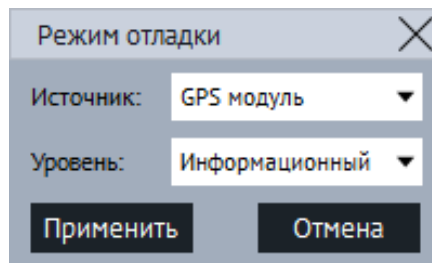 Режим отладки
Источник: GPS модуль
Уровень: Информационный
Применить Отмена